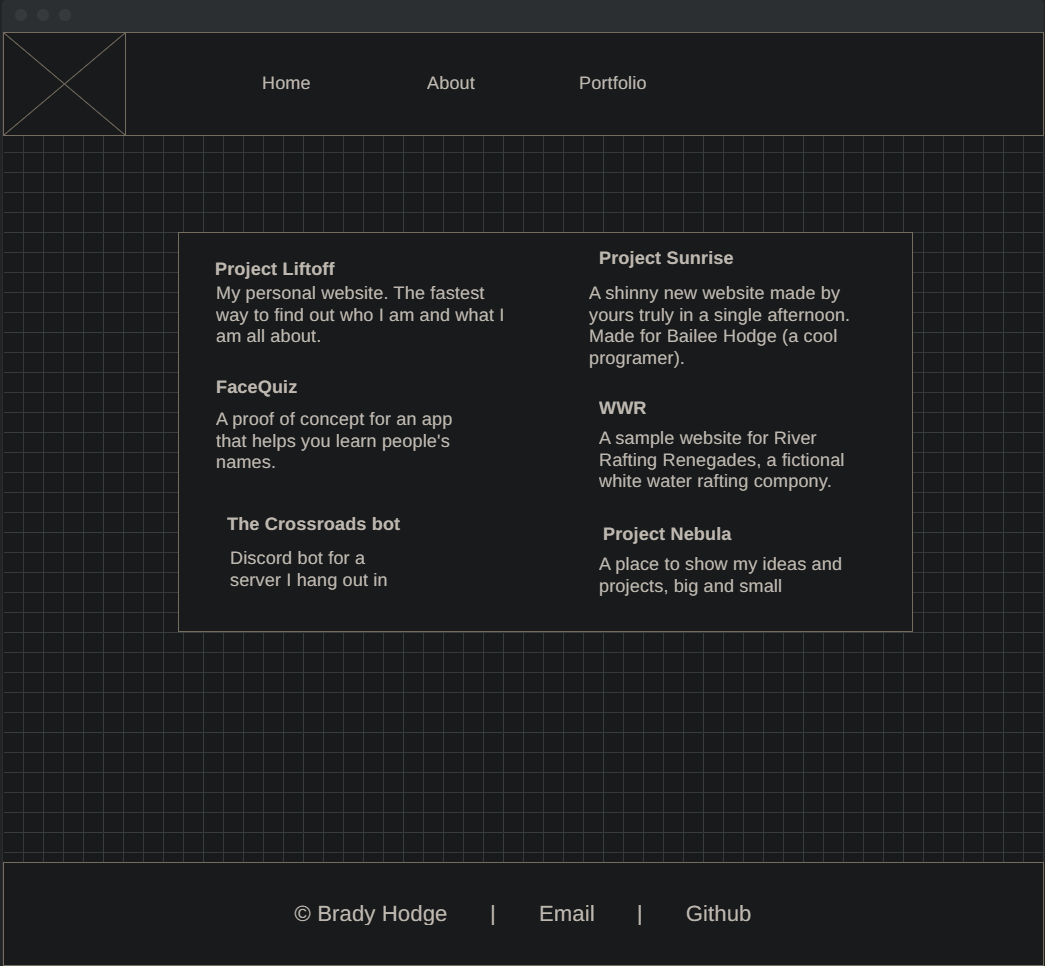 Home About Portfolio
Project Liftoff
My personal website. The fastest
way to find out who I am and what I
am all about.
FaceQuiz
A proof of concept for an app
that helps you learn people's
names.
The Crossroads bot
Discord bot for a
server I hang out in
Project Sunrise
A shinny new website made by
yours truly in a single afternoon.
Made for Bailee Hodge (a cool
programer).
WWR
A sample website for River
Rafting Renegades, a fictional
white water rafting compony.
Project Nebula
A place to show my ideas and
projects, big and small
© Brady Hodge | Email | Github